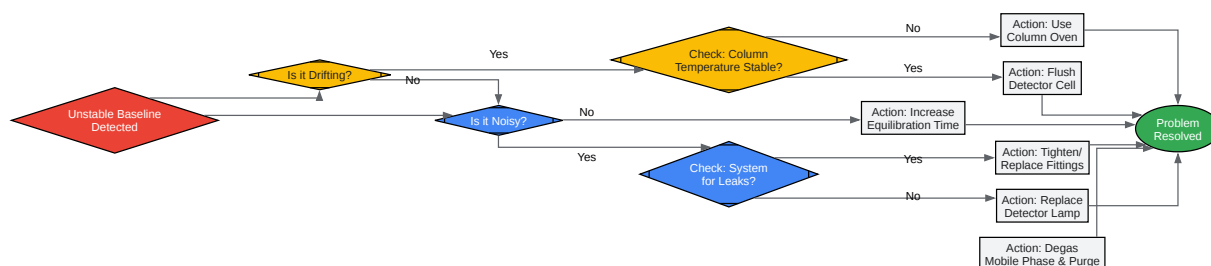 Unstable Baseline
Detected
Is it Drifting?
Yes
No
Is it Noisy?
No
Yes
Check: Column
Temperature Stable?
No
Yes
Check: System
for Leaks?
Yes
No
Action: Use
Column Oven
Action: Flush
Detector Cell
Action: Increase
Equilibration Time
Action: Tighten/
Replace Fittings
Action: Replace
Detector Lamp
Action: Degas
Mobile Phase & Purge
Problem
Resolved